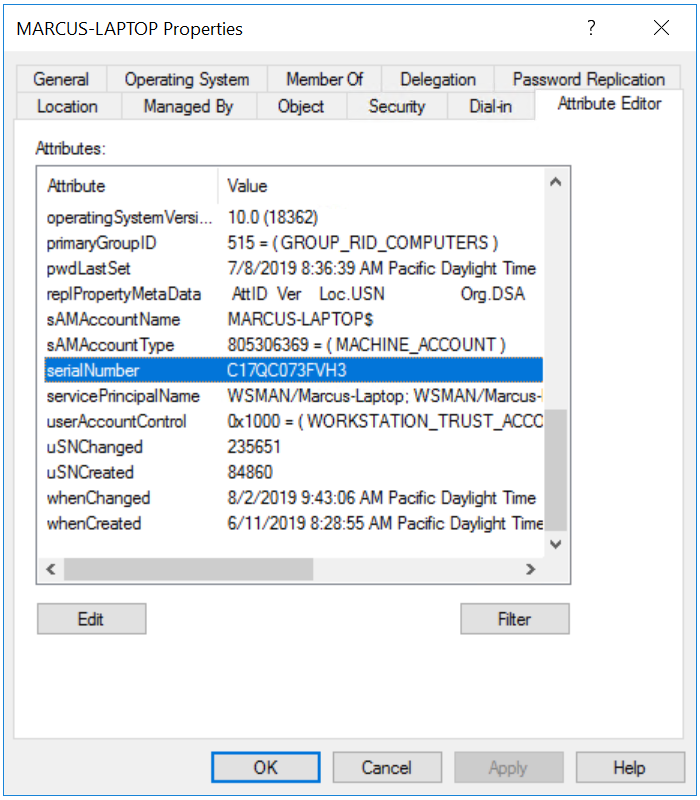 MARCUS-LAPTOP Properties ? ×
General Operating System Member Of Delegation Password Replication
Location Managed By Object Security Dial-in Attribute Editor
Attributes:
Attribute Value
operatingSystemVersi... 10.0 (18362)
primaryGroupID 515 = ( GROUP_RID_COMPUTERS )
pwdLastSet 7/8/2019 8:36:39 AM Pacific Daylight Time
replPropertyMetaData AttID Ver Loc.USN Org.DSA
sAMAccountName MARCUS-LAPTOP$
sAMAccountType 805306369 = ( MACHINE_ACCOUNT )
serialNumber C17QC073FVH3
servicePrincipalName WSMAN/Marcus-Laptop; WSMAN/Marcus-
userAccountControl 0x1000 = ( WORKSTATION_TRUST_ACCO
uSNChanged 235651
uSNCreated 84860
whenChanged 8/2/2019 9:43:06 AM Pacific Daylight Time
whenCreated 6/11/2019 8:28:55 AM Pacific Daylight Time
Edit Filter
OK Cancel Apply Help